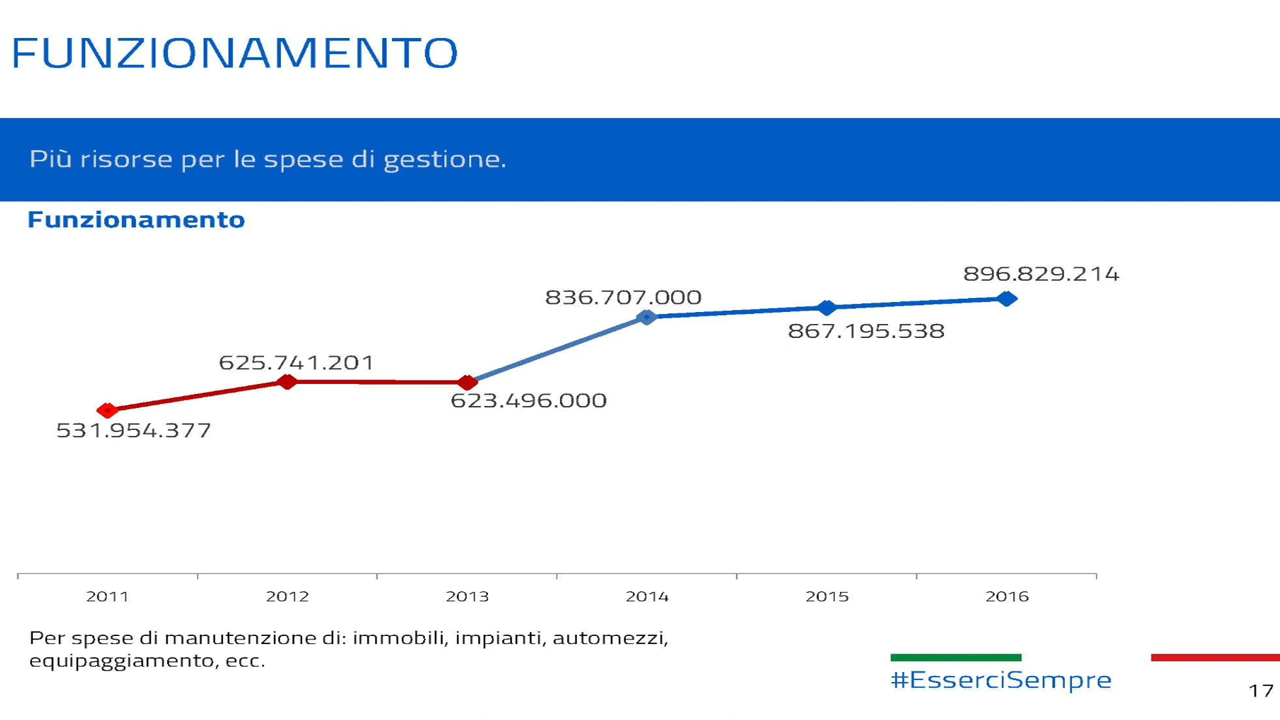 FUNZIONAMENTO
Più risorse per le spese di gestione.
Funzionamento
896.829.214
836.707.000
867.195.538
625.741.201
623.496.000
531.954.377
2011 2012 2013 2014 2015 2016
Per spese di manutenzione di: immobili, impianti, automezzi,
equipaggiamento, ecc.
#EsserciSempre
17